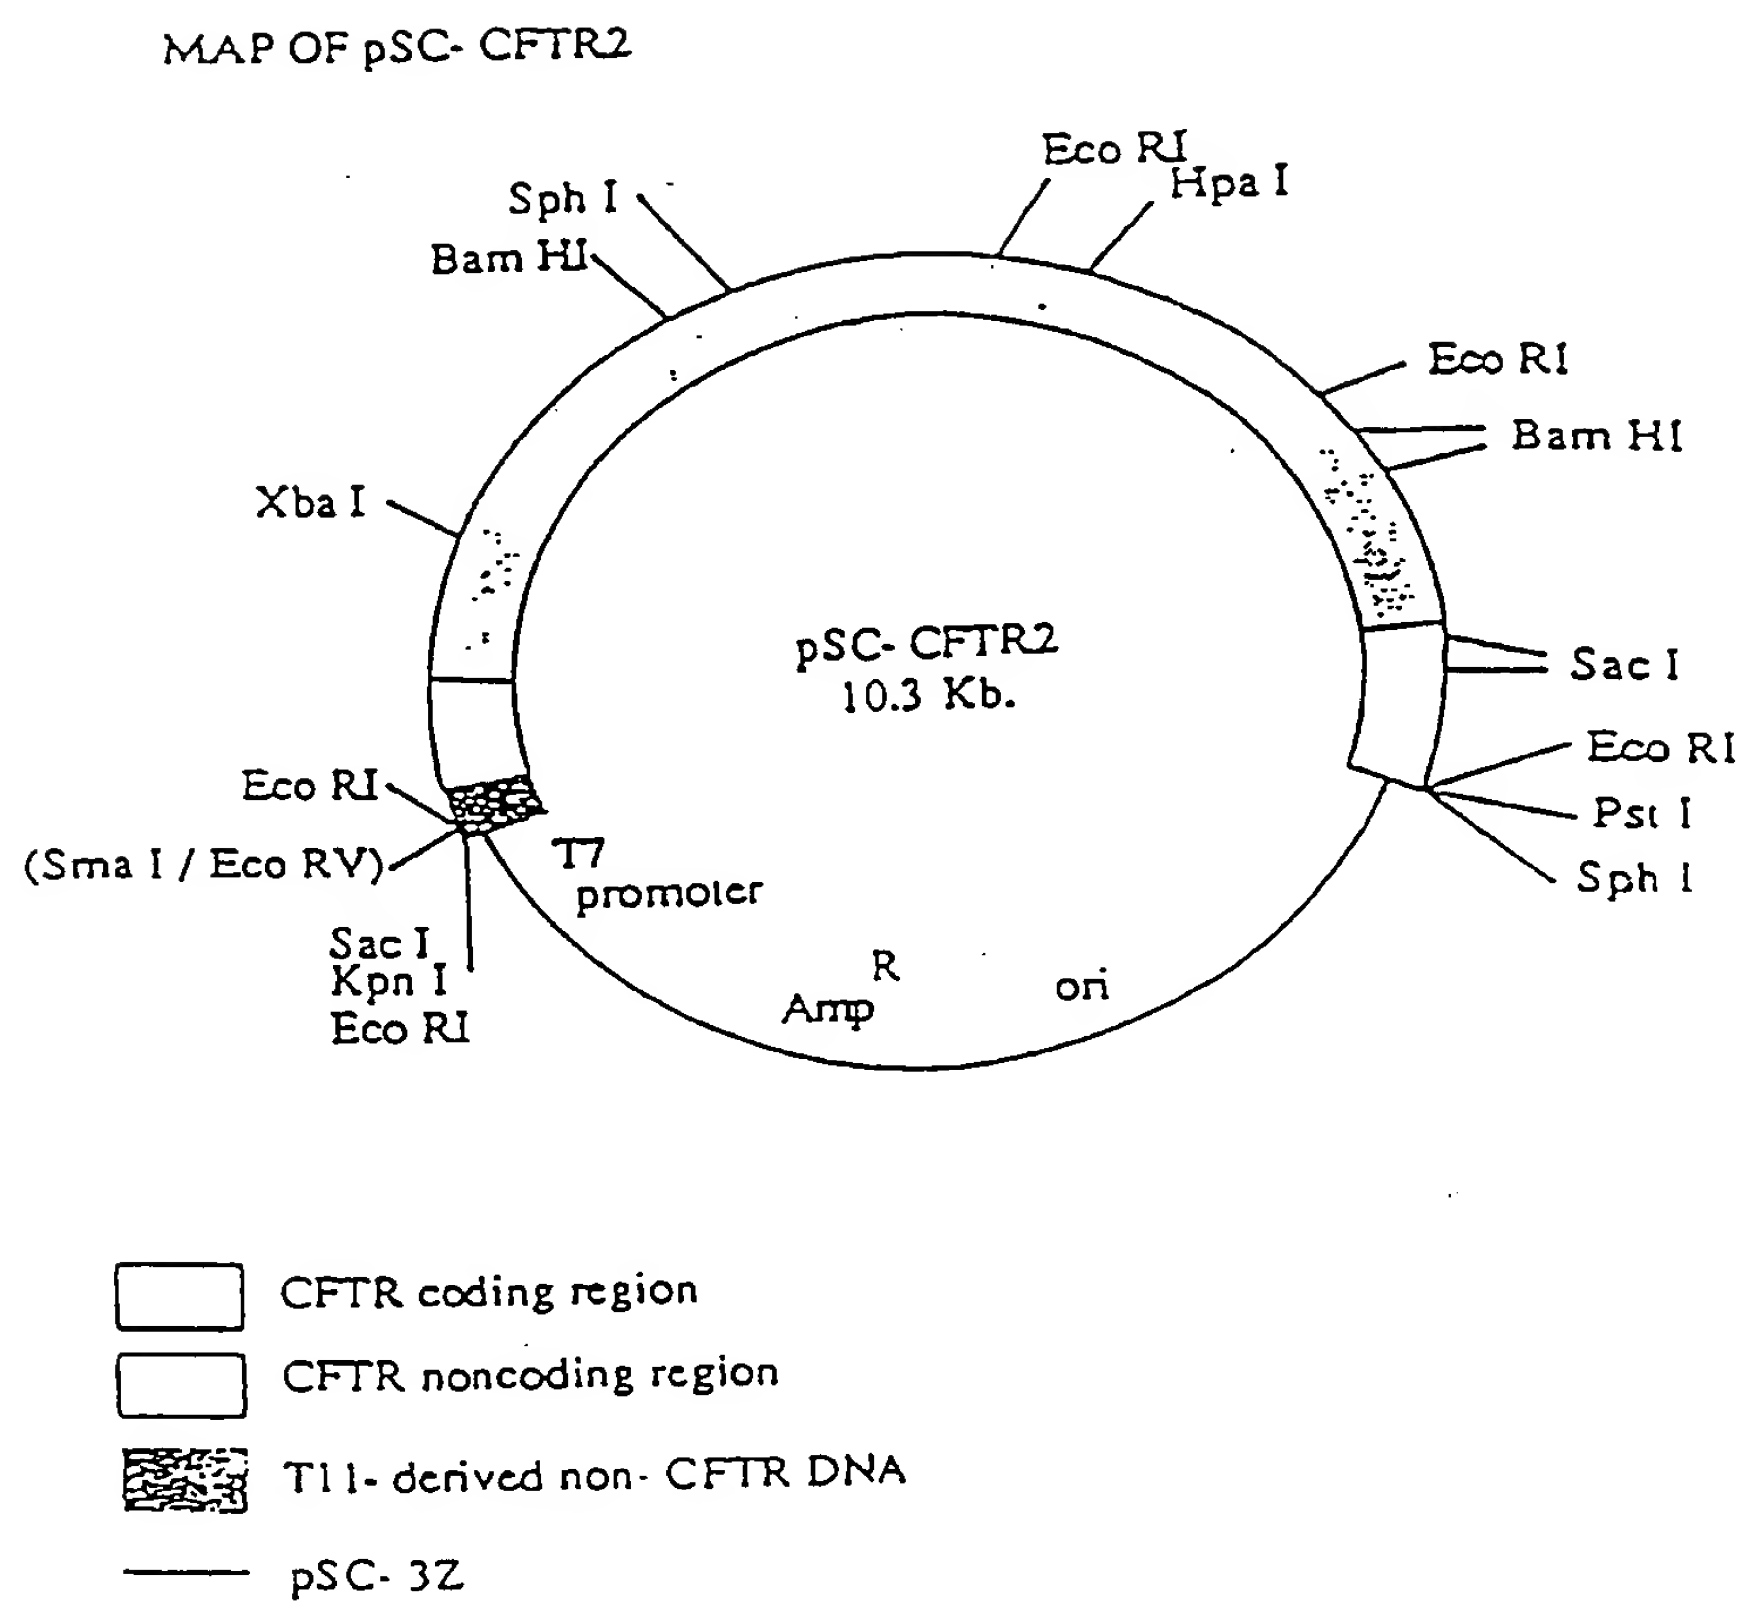 MAP OF pSC- CFTR2
Eco RI
Hpa I
Sph I
Bam HI
Eco RI
Bam HI
Xba I
pSC- CFTR2
10.3 Kb.
Sac I
Eco RI
Eco RI
Pst I
(Sma I / Eco RV)
T7
promoter
Sph I
Sac I
Kpn I
Eco RI
Amp R
ori
CFTR coding region
CFTR noncoding region
T11- derived non- CFTR DNA
pSC- 3Z